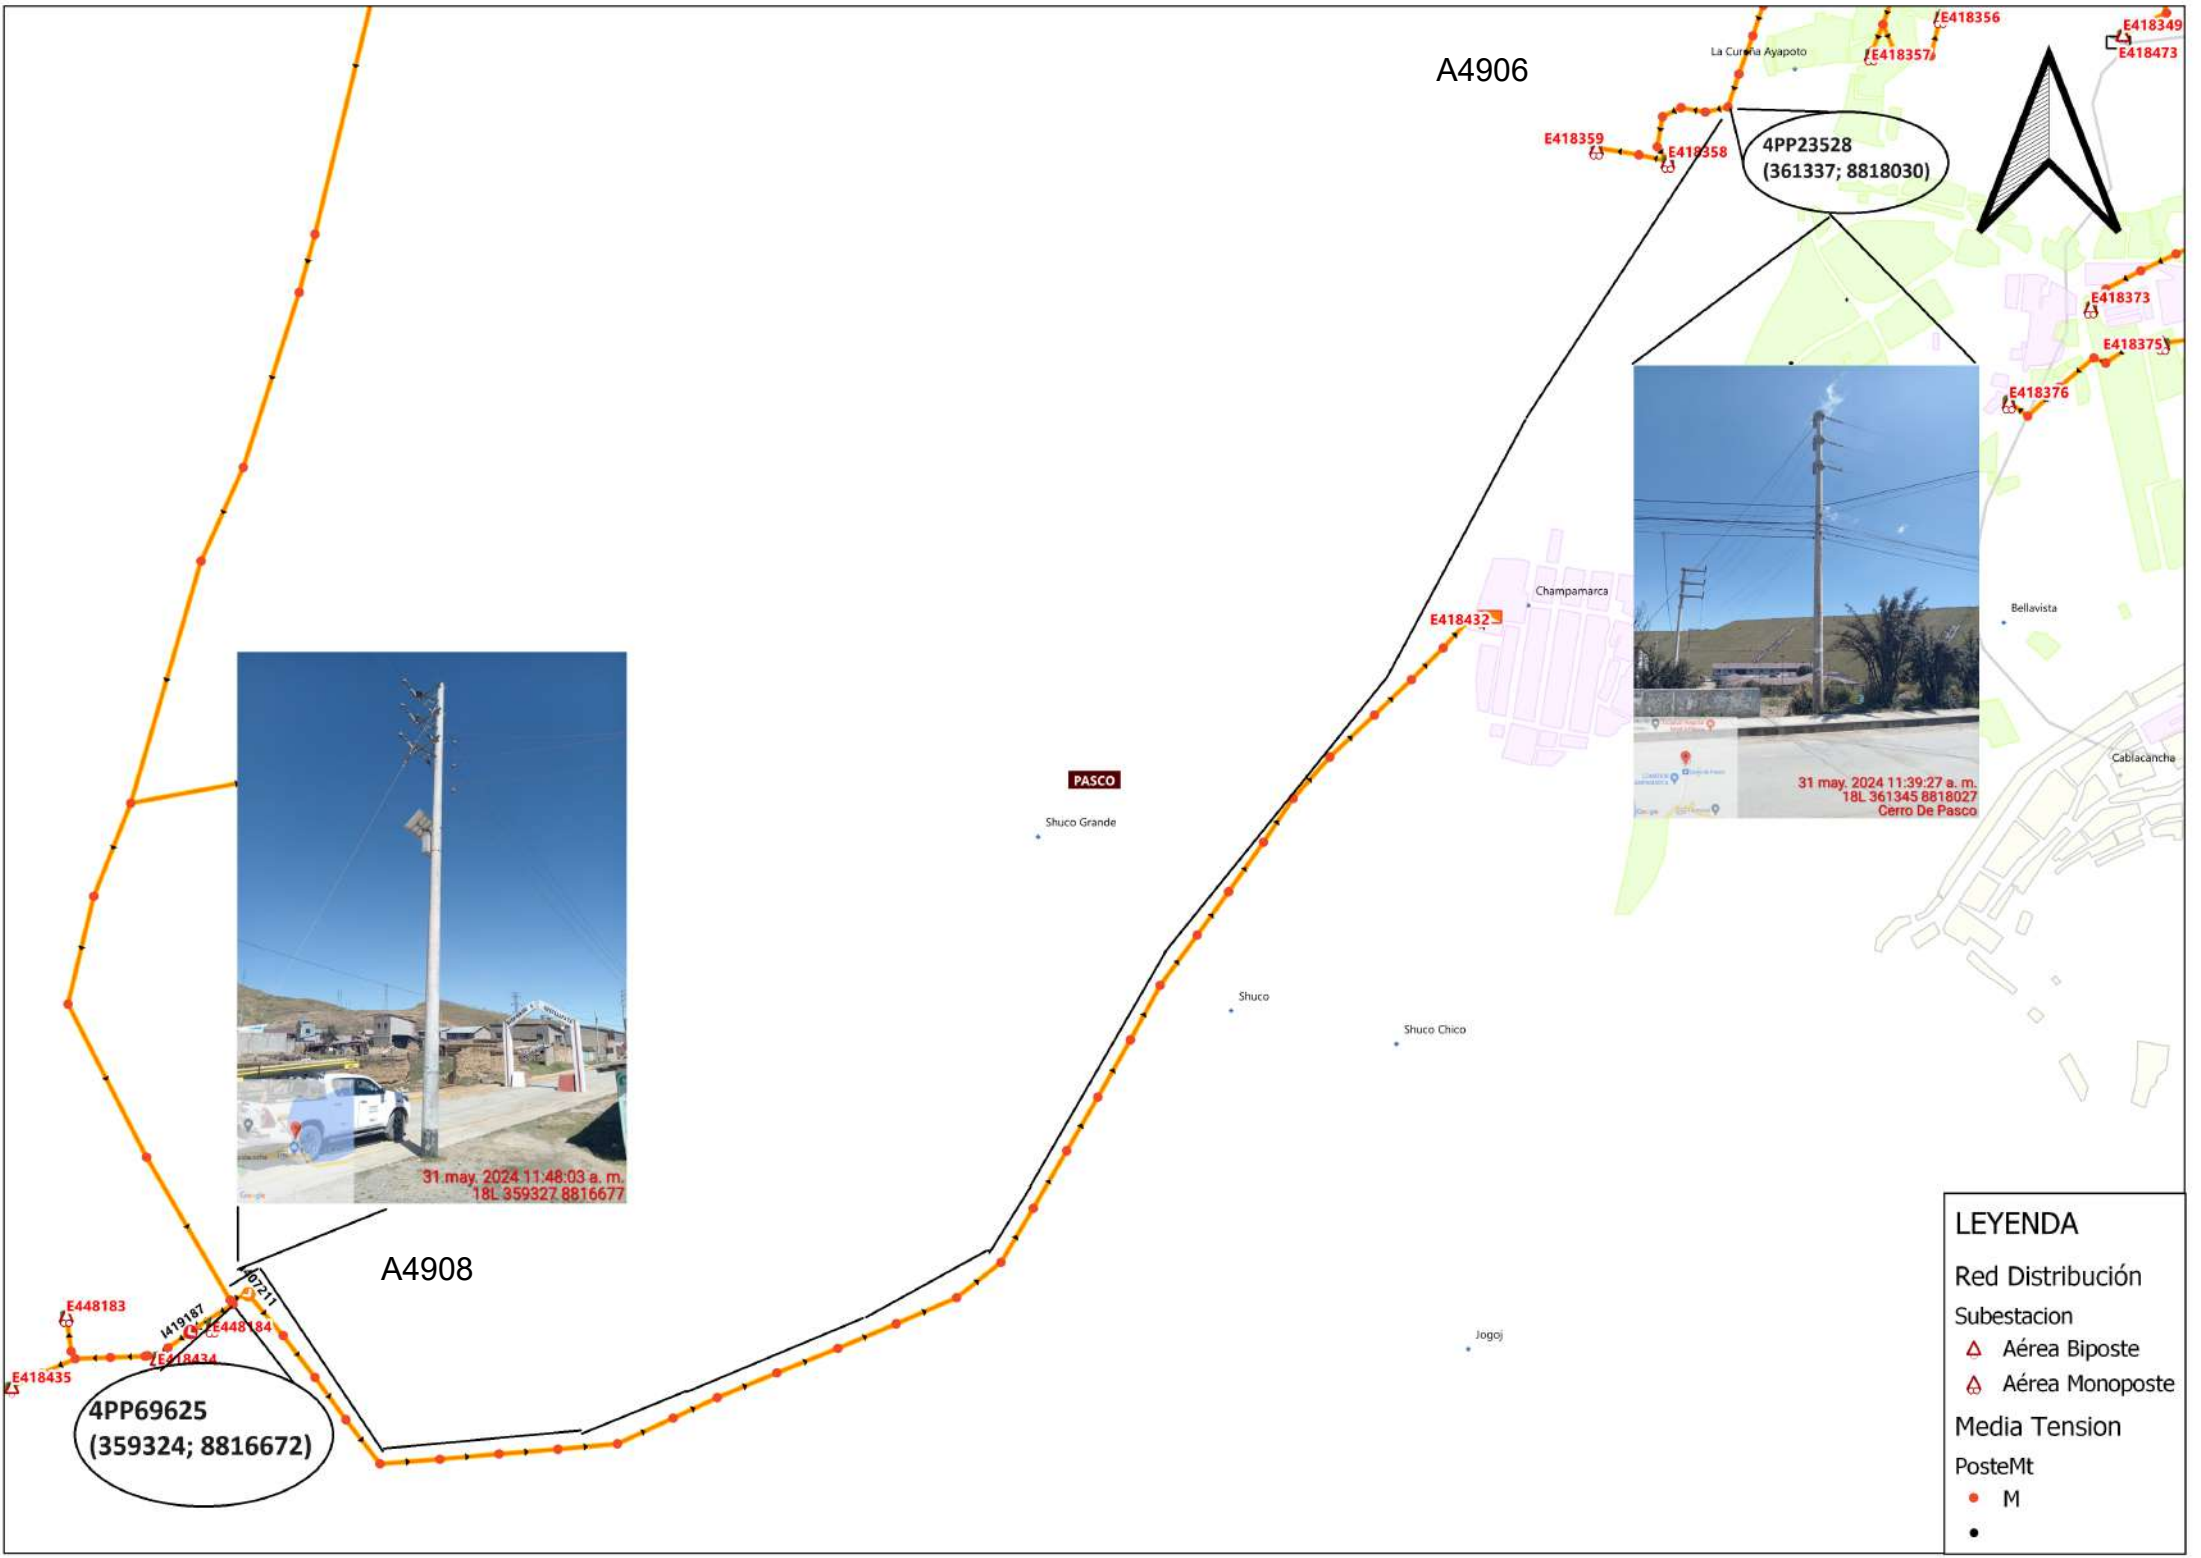 E418356
E418349
E418357
E418473
La Curuña Ayapoto
A4906
E418359
E418358
4PP23528
(361337; 8818030)
E418373
E418375
E418376
Champamarca
E418432
Bellavista
Cablacancha
PASCO
Shuco Grande
31 may. 2024 11:39:27 a. m.
18L 361345 8818027
Cerro De Pasco
Shuco
Shuco Chico
31 may. 2024 11:48:03 a. m.
18L 359327 8816677
Google
A4908
I419187
E448183
E448184
E418434
E418435
4PP69625
(359324; 8816672)
Jogoj
LEYENDA
Red Distribución
Subestacion
Aérea Biposte
Aérea Monoposte
Media Tension
PosteMt
M